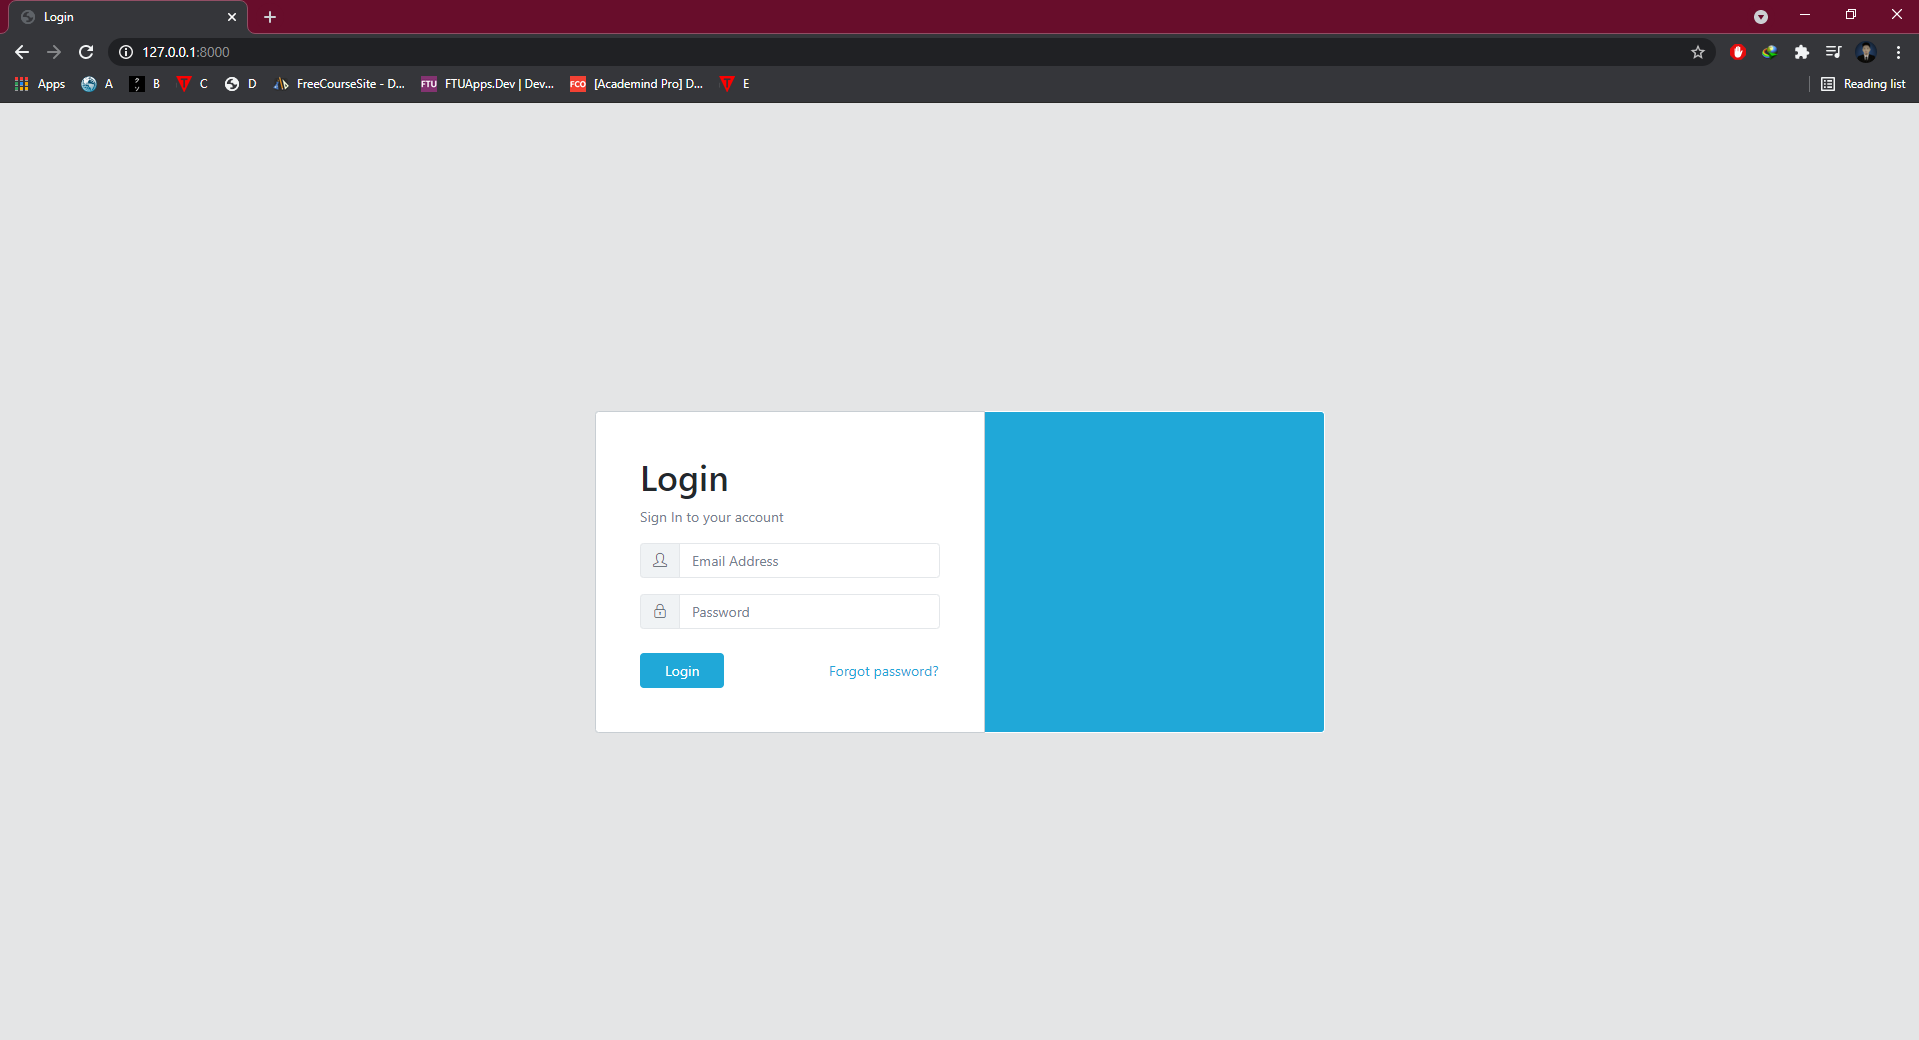 Login
127.0.0.1:8000
Apps A B C D FreeCourseSite - D... FTU FTUApps.Dev | Dev... FCO [Academind Pro] D... E Reading list
Login
Sign In to your account
Email Address
Password
Login Forgot password?